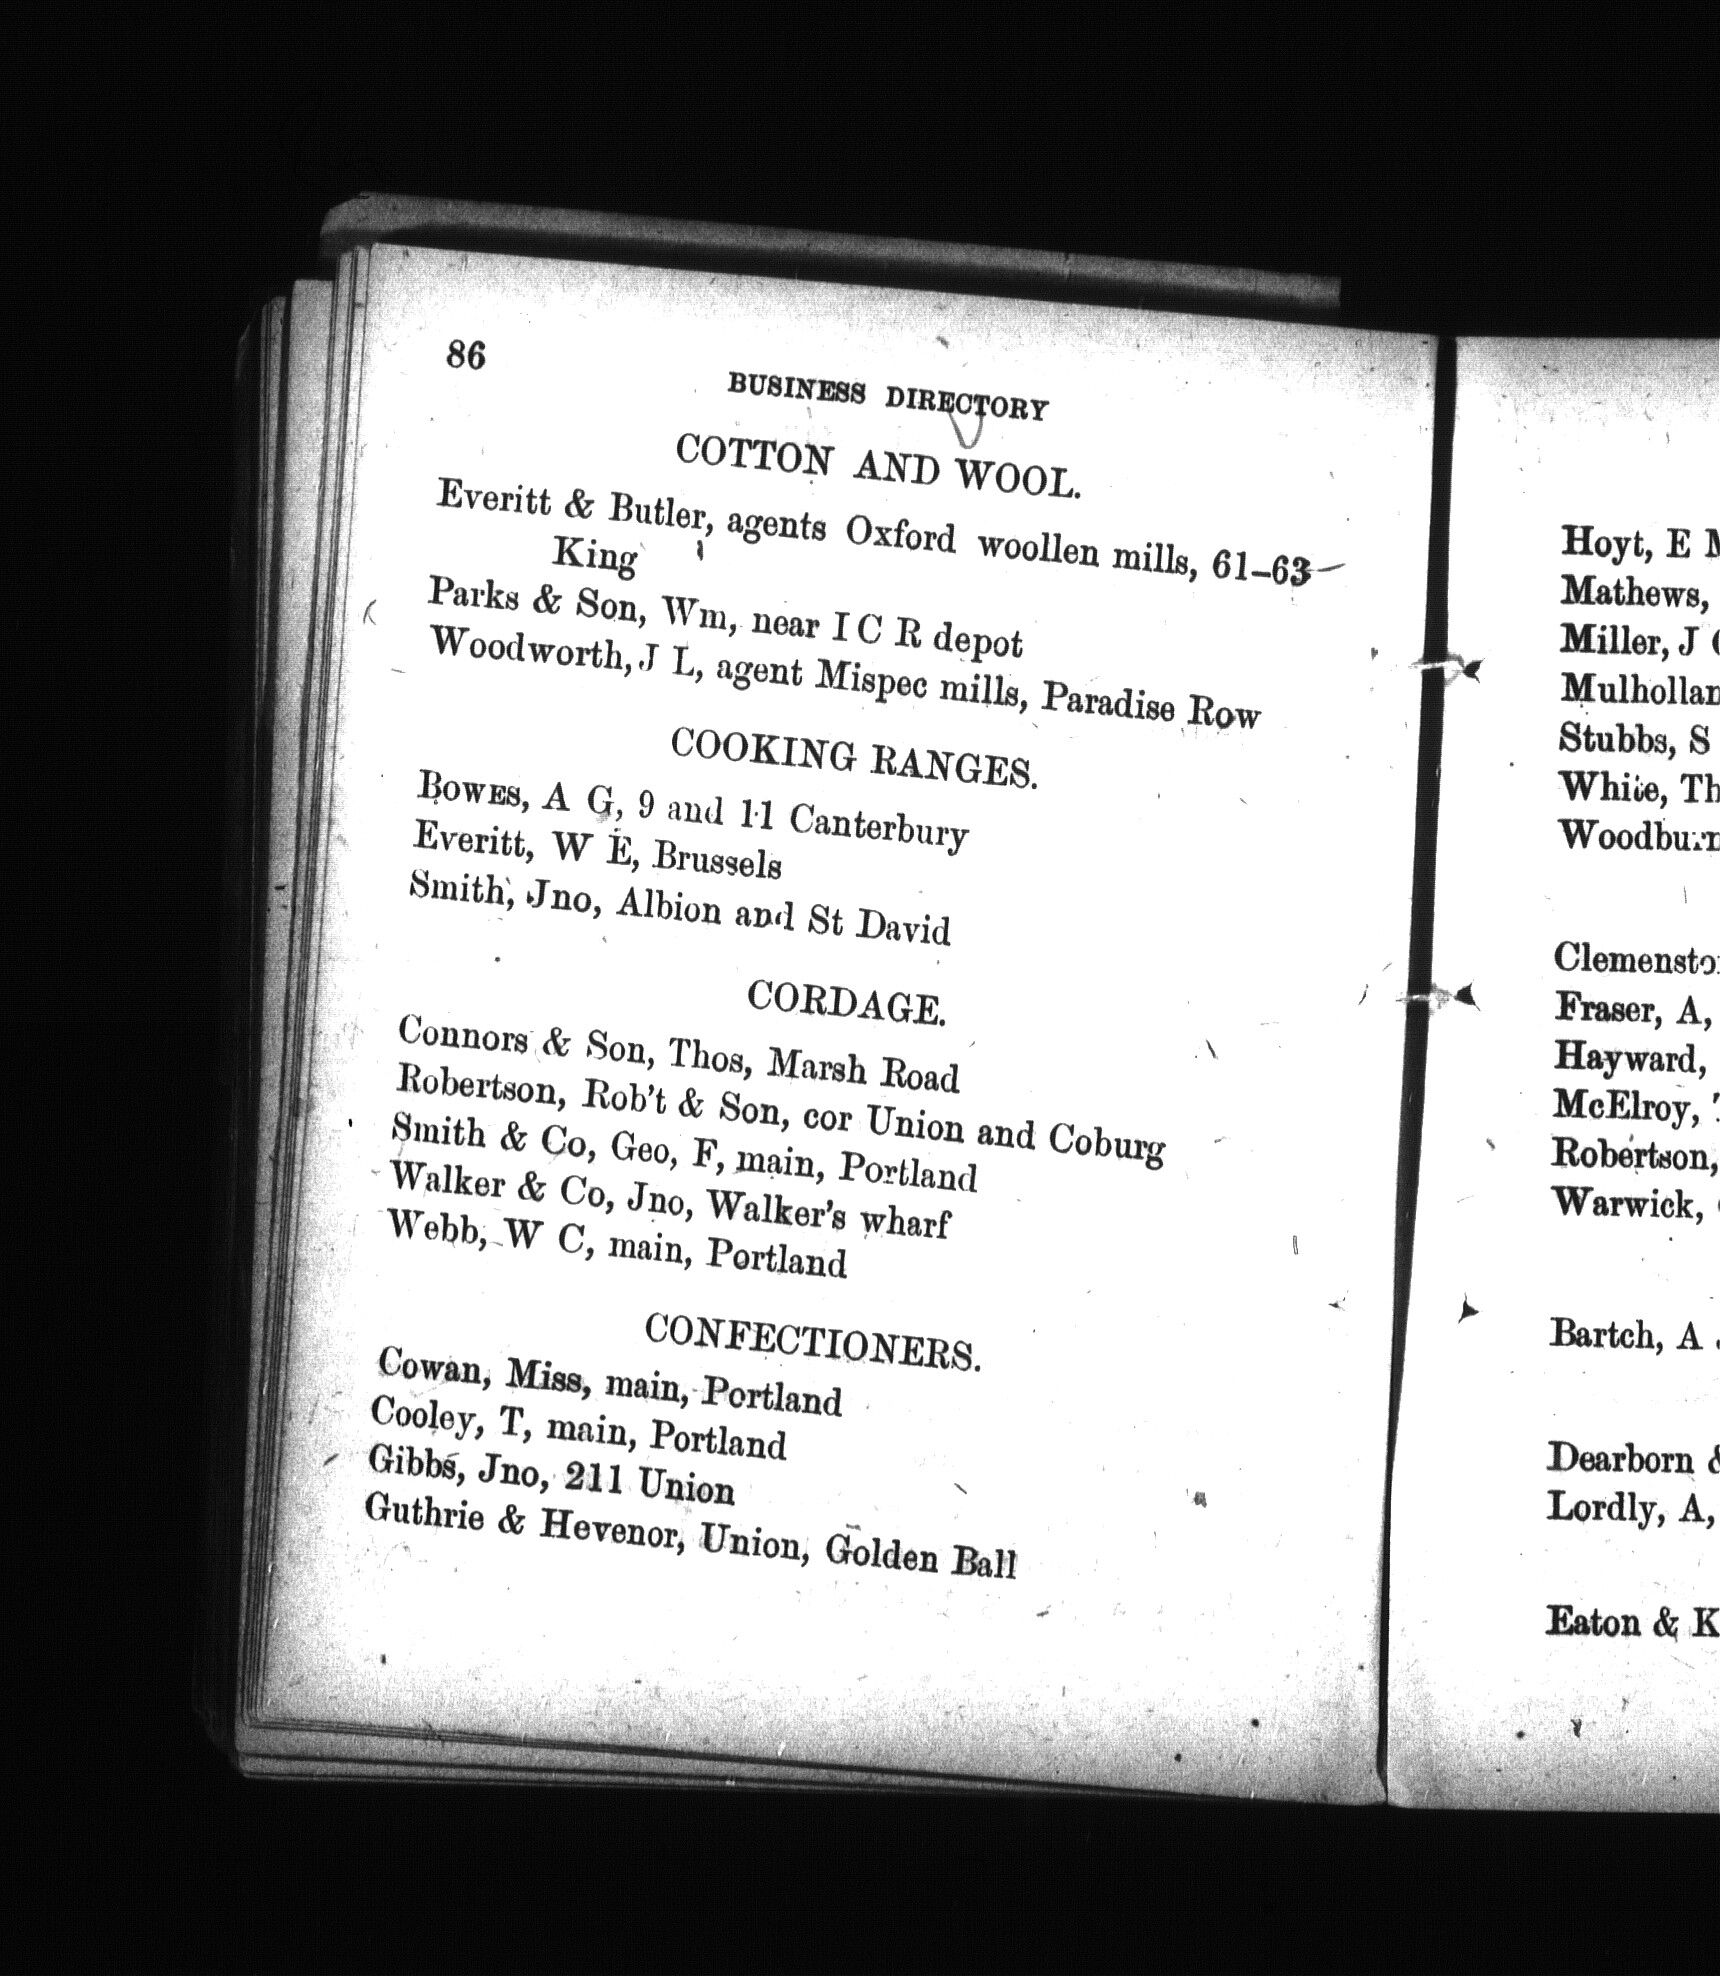 86
BUSINESS DIRECTORY
COTTON AND WOOL.
Everitt & Butler, agents Oxford woollen mills, 61-63
King
Parks & Son, Wm, near I C R depot
Woodworth, J L, agent Mispec mills, Paradise Row
COOKING RANGES.
BOWES, A G, 9 and 11 Canterbury
Everitt, W E, Brussels
Smith, Jno, Albion and St David
CORDAGE.
Connors & Son, Thos, Marsh Road
Robertson, Rob't & Son, cor Union and Coburg
Smith & Co, Geo, F, main, Portland
Walker & Co, Jno, Walker's wharf
Webb, W C, main, Portland
CONFECTIONERS.
Cowan, Miss, main, Portland
Cooley, T, main, Portland
Gibbs, Jno, 211 Union
Guthrie & Hevenor, Union, Golden Ball
Hoyt, E
Mathews,
Miller, J
Stubbs, S
White,
Fraser, A,
Hayward,
McElroy,
Robertson,
Warwick,
Bartch, A
Dearborn
Lordly, A,
Eaton &